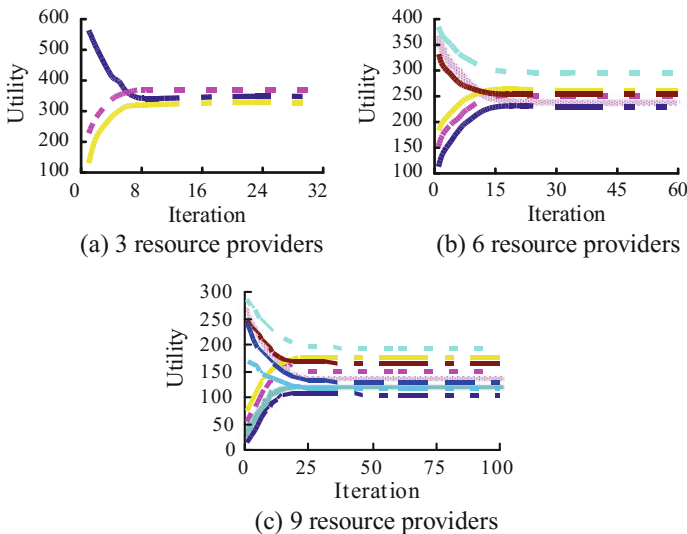 600
500
400
300
200
100
Utility
0 8 16 24 32
Iteration
(a) 3 resource providers
400
350
300
250
200
150
100
Utility
0 15 30 45 60
Iteration
(b) 6 resource providers
300
250
200
150
100
50
0
Utility
0 25 50 75 100
Iteration
(c) 9 resource providers